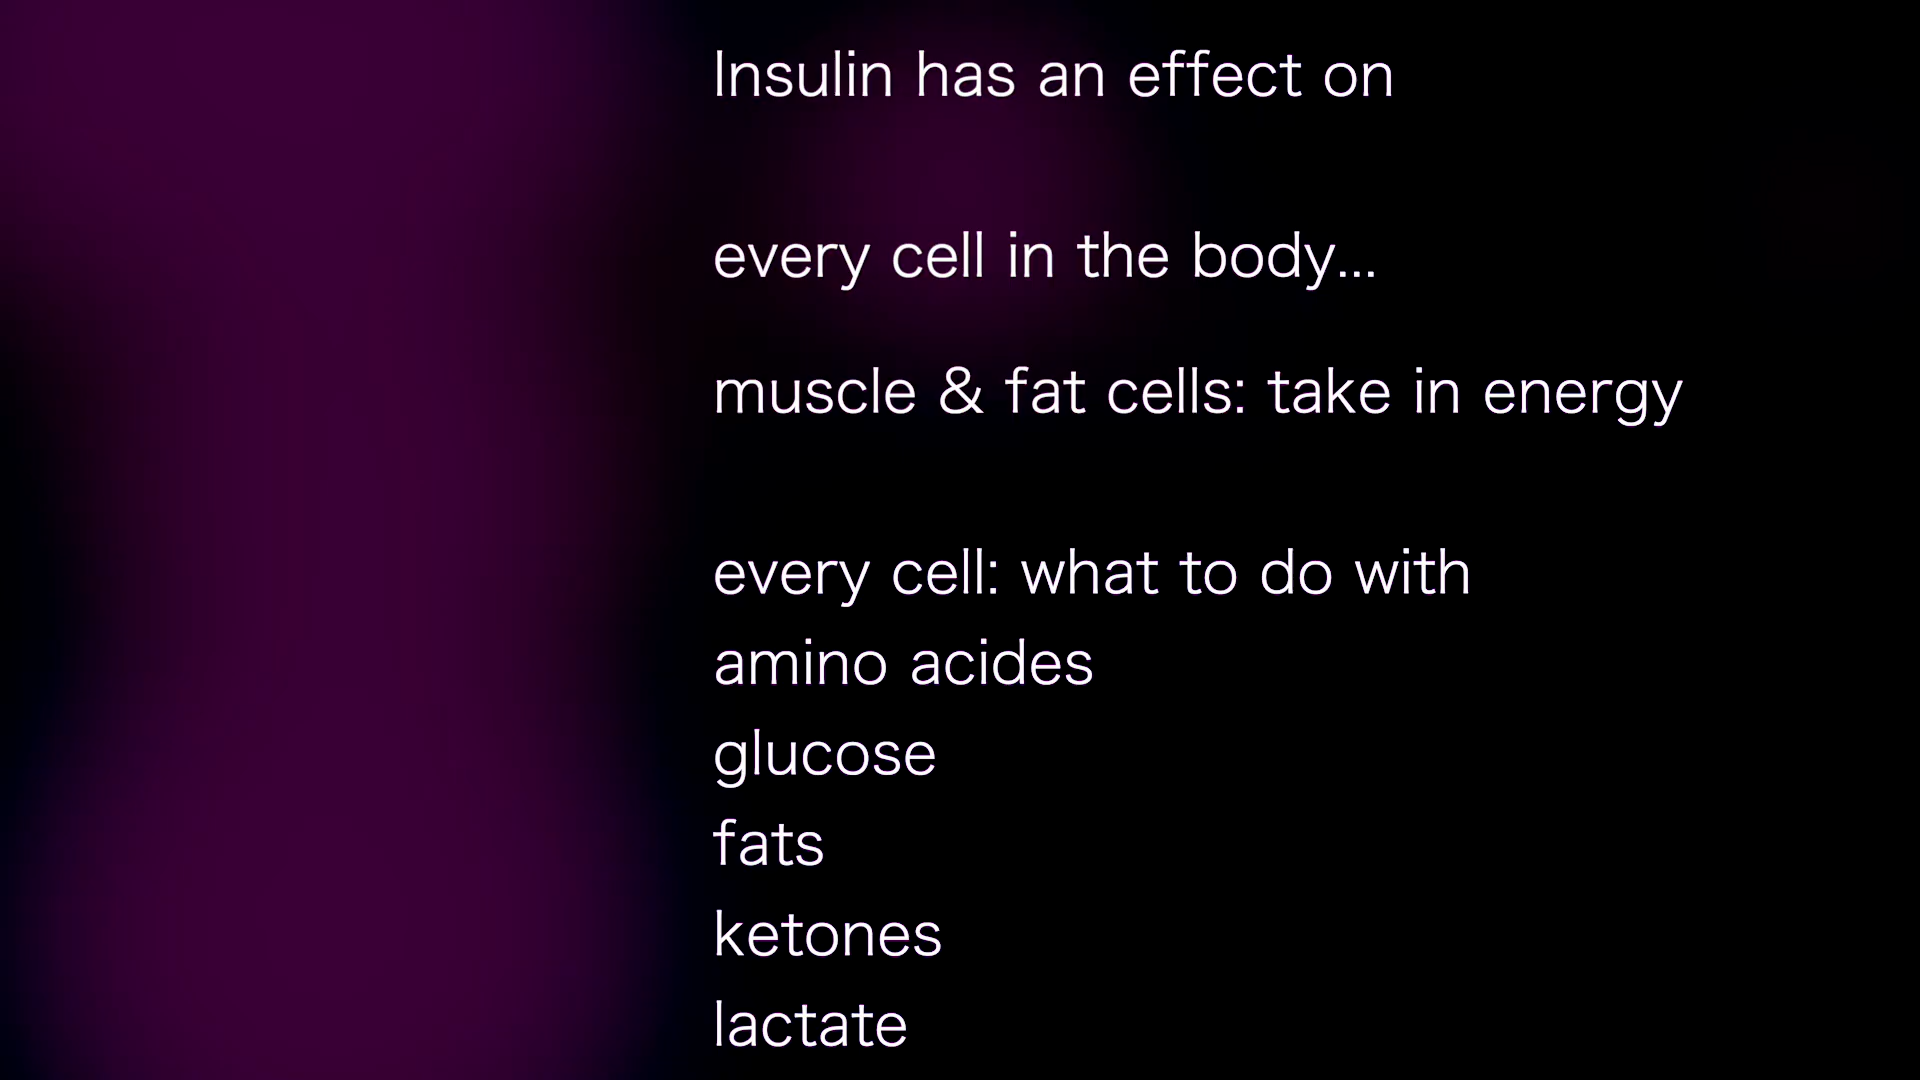 Insulin has an effect on
every cell in the body...
muscle & fat cells: take in energy
every cell: what to do with
amino acides
glucose
fats
ketones
lactate